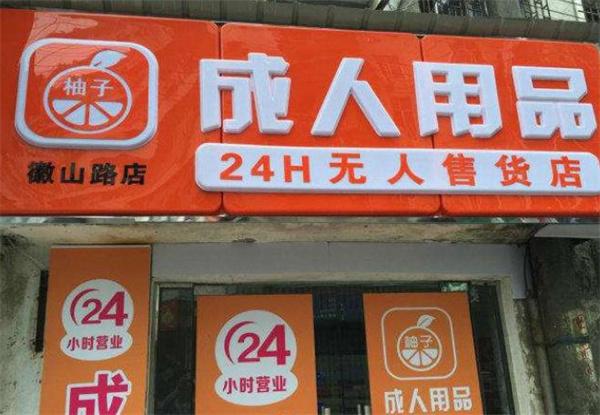 柚子
徽山路店
成人用品
24H无人售货店
24
小时营业
成
24
小时营业
柚子
成人用品